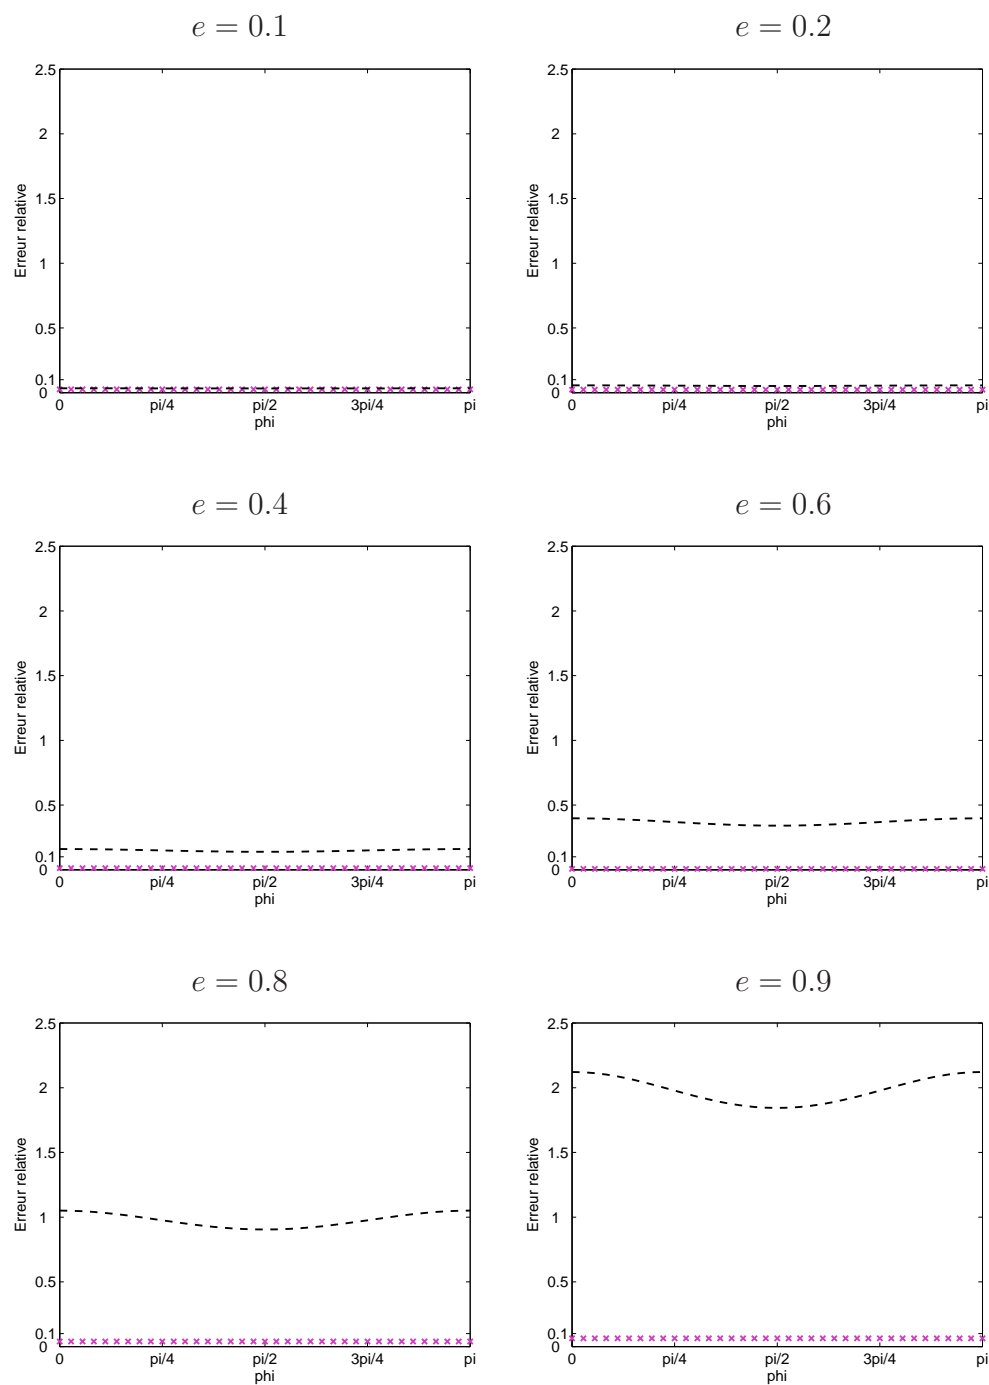 e = 0.1
2.5
2
1.5
1
0.5
0.1
0
Erreur relative
0 pi/4 pi/2 3pi/4 pi
phi
e = 0.2
2.5
2
1.5
1
0.5
0.1
0
Erreur relative
0 pi/4 pi/2 3pi/4 pi
phi
e = 0.4
2.5
2
1.5
1
0.5
0.1
0
Erreur relative
0 pi/4 pi/2 3pi/4 pi
phi
e = 0.6
2.5
2
1.5
1
0.5
0.1
0
Erreur relative
0 pi/4 pi/2 3pi/4 pi
phi
e = 0.8
2.5
2
1.5
1
0.5
0.1
0
Erreur relative
0 pi/4 pi/2 3pi/4 pi
phi
e = 0.9
2.5
2
1.5
1
0.5
0.1
0
Erreur relative
0 pi/4 pi/2 3pi/4 pi
phi